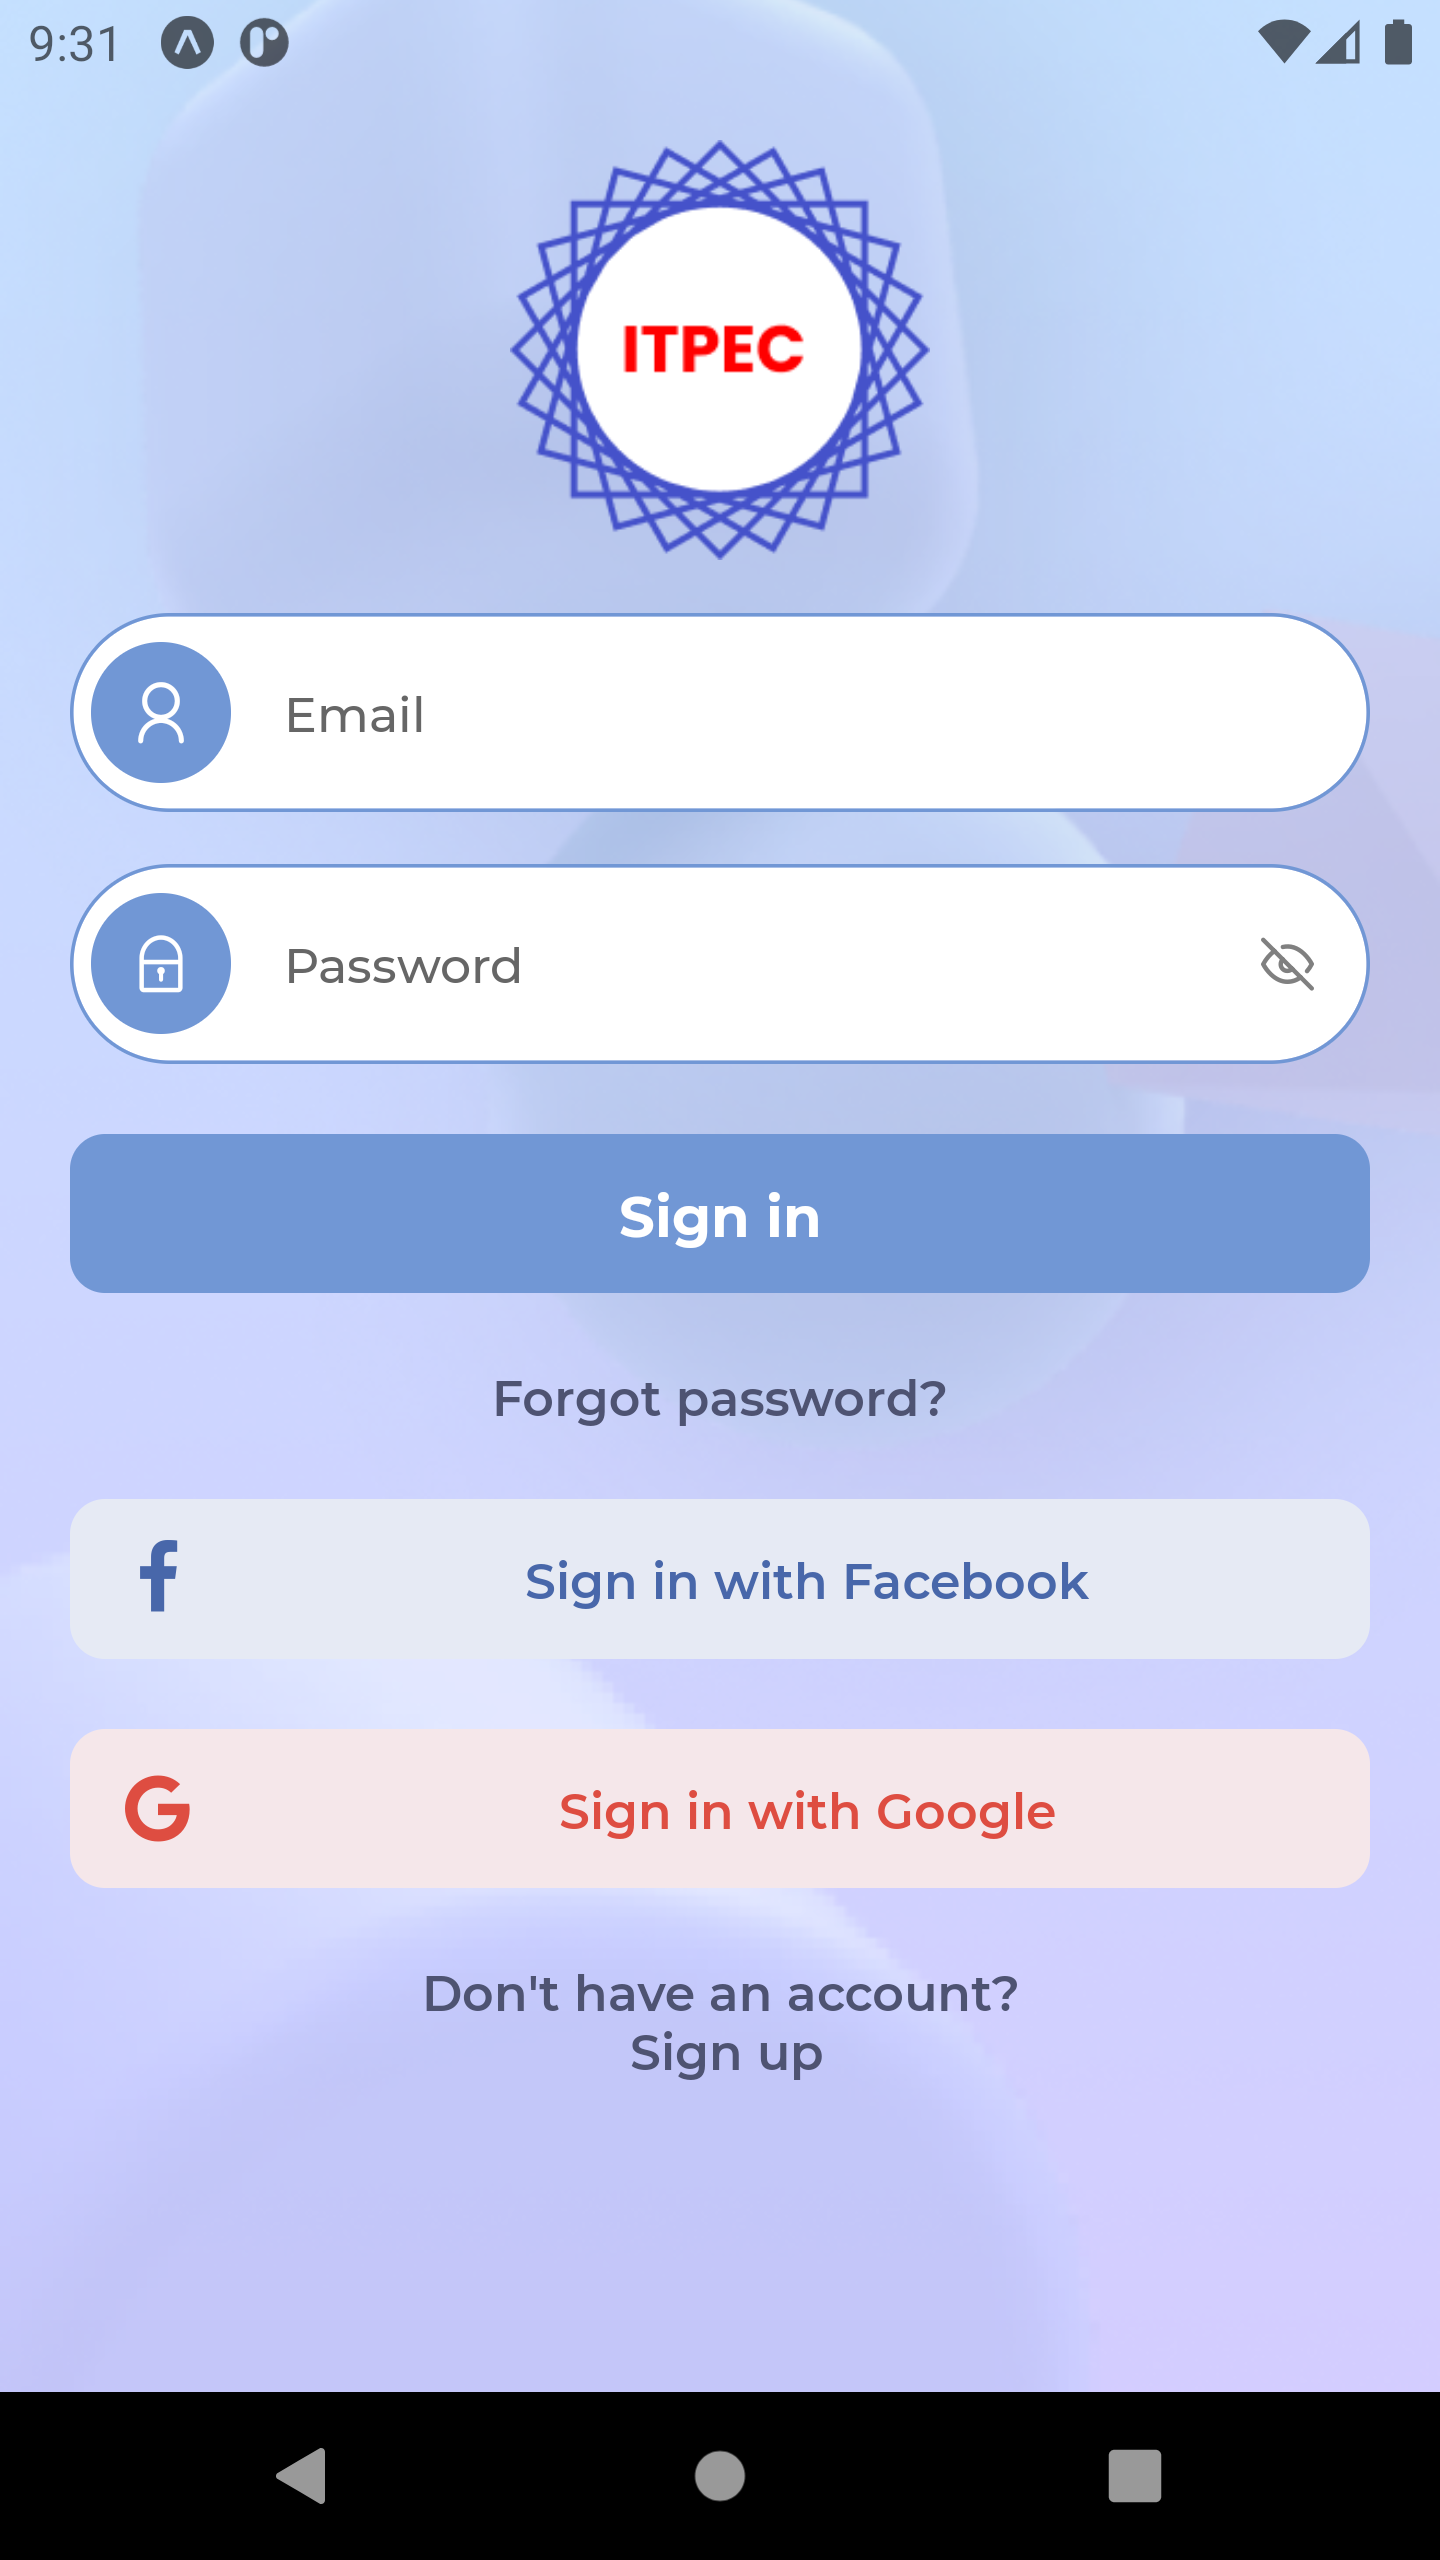 9:31
ITPEC
Email
Password
Sign in
Forgot password?
Sign in with Facebook
Sign in with Google
Don't have an account?
Sign up